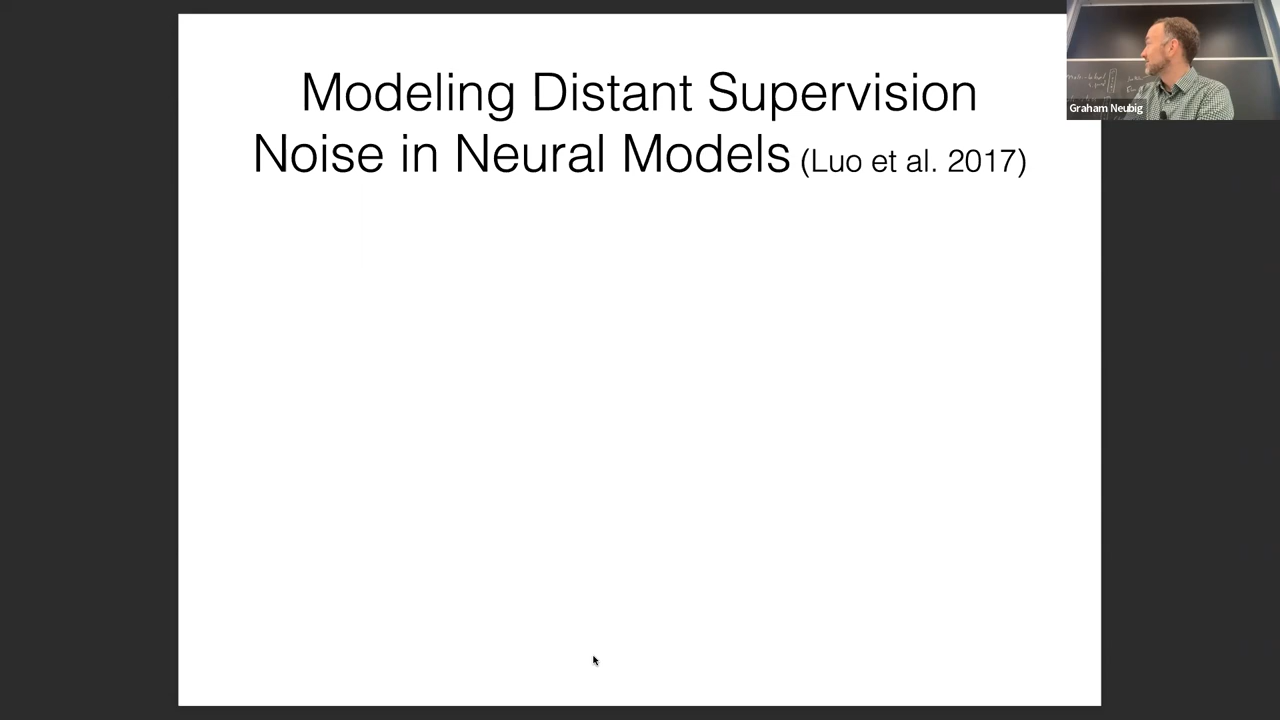 Modeling Distant Supervision
Noise in Neural Models (Luo et al. 2017)
Graham Neubig